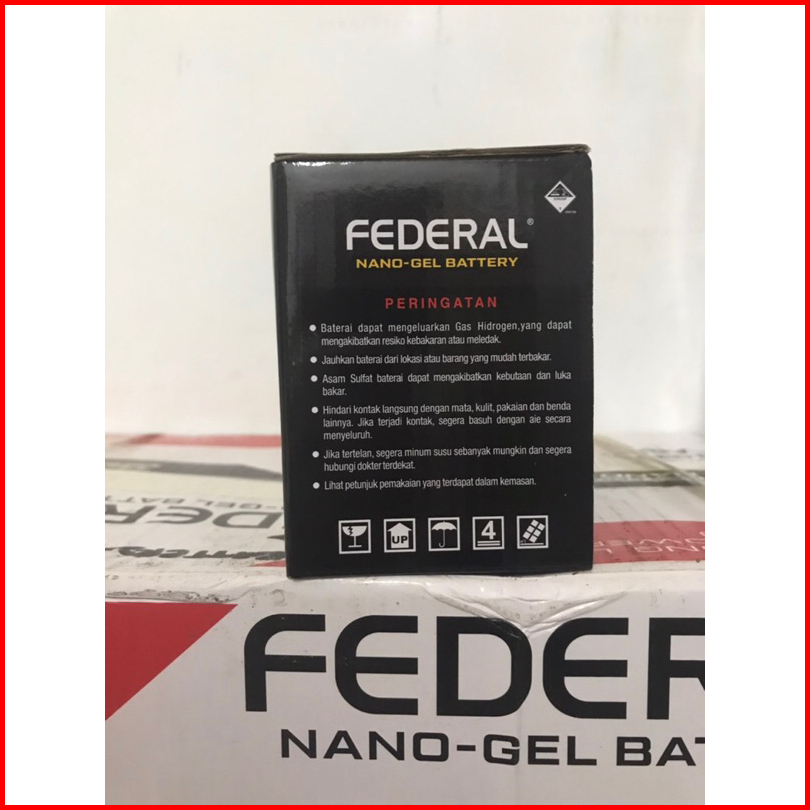 FEDERAL®
NANO-GEL BATTERY
PERINGATAN
• Baterai dapat mengeluarkan Gas Hidrogen,yang dapat
mengakibatkan resiko kebakaran atau meledak.
• Jauhkan baterai dari lokasi atau barang yang mudah terbakar.
• Asam Sulfat baterai dapat mengakibatkan kebutaan dan luka
bakar.
• Hindari kontak langsung dengan mata, kulit, pakaian dan benda
lainnya. Jika terjadi kontak, segera basuh dengan aie secara
menyeluruh.
• Jika tertelan, segera minum susu sebanyak mungkin dan segera
hubungi dokter terdekat.
• Lihat petunjuk pemakaian yang terdapat dalam kemasan.
UP
4
FEDER
NANO-GEL BAT